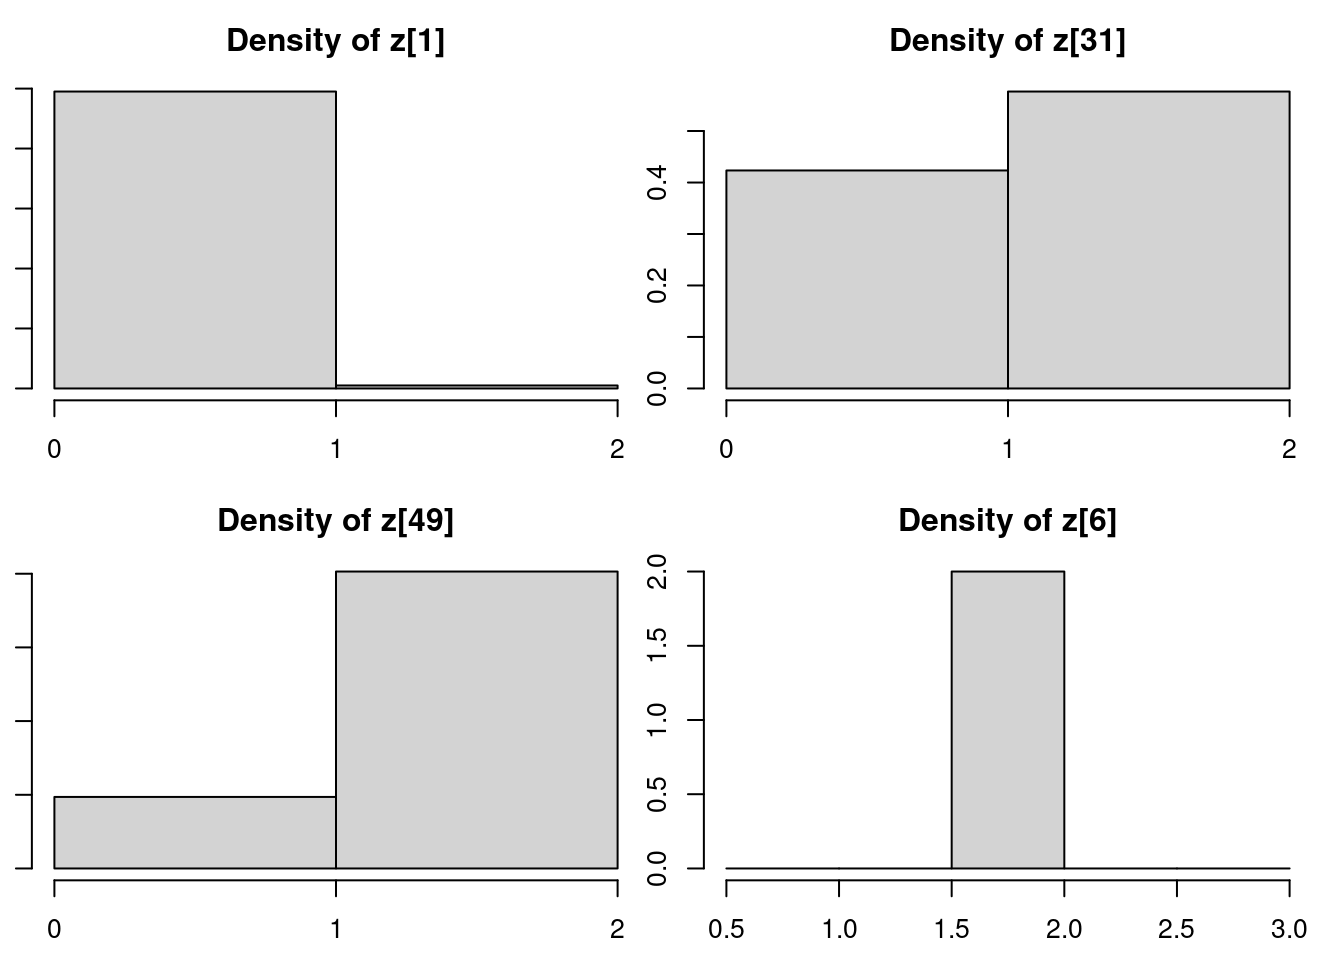 Density of z[1]
0 1 2
Density of z[31]
0.0 0.2 0.4
0 1 2
Density of z[49]
0 1 2
Density of z[6]
0.0 0.5 1.0 1.5 2.0
0.5 1.0 1.5 2.0 2.5 3.0